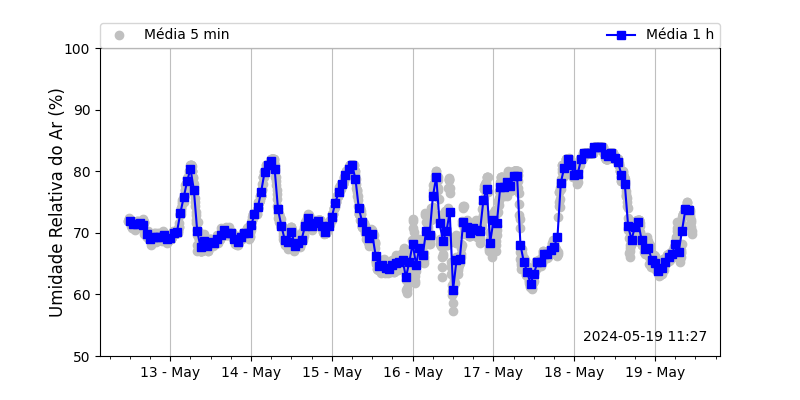 Média 5 min
Média 1 h
Umidade Relativa do Ar (%)
100
90
80
70
60
50
2024-05-19 11:27
13 - May
14 - May
15 - May
16 - May
17 - May
18 - May
19 - May